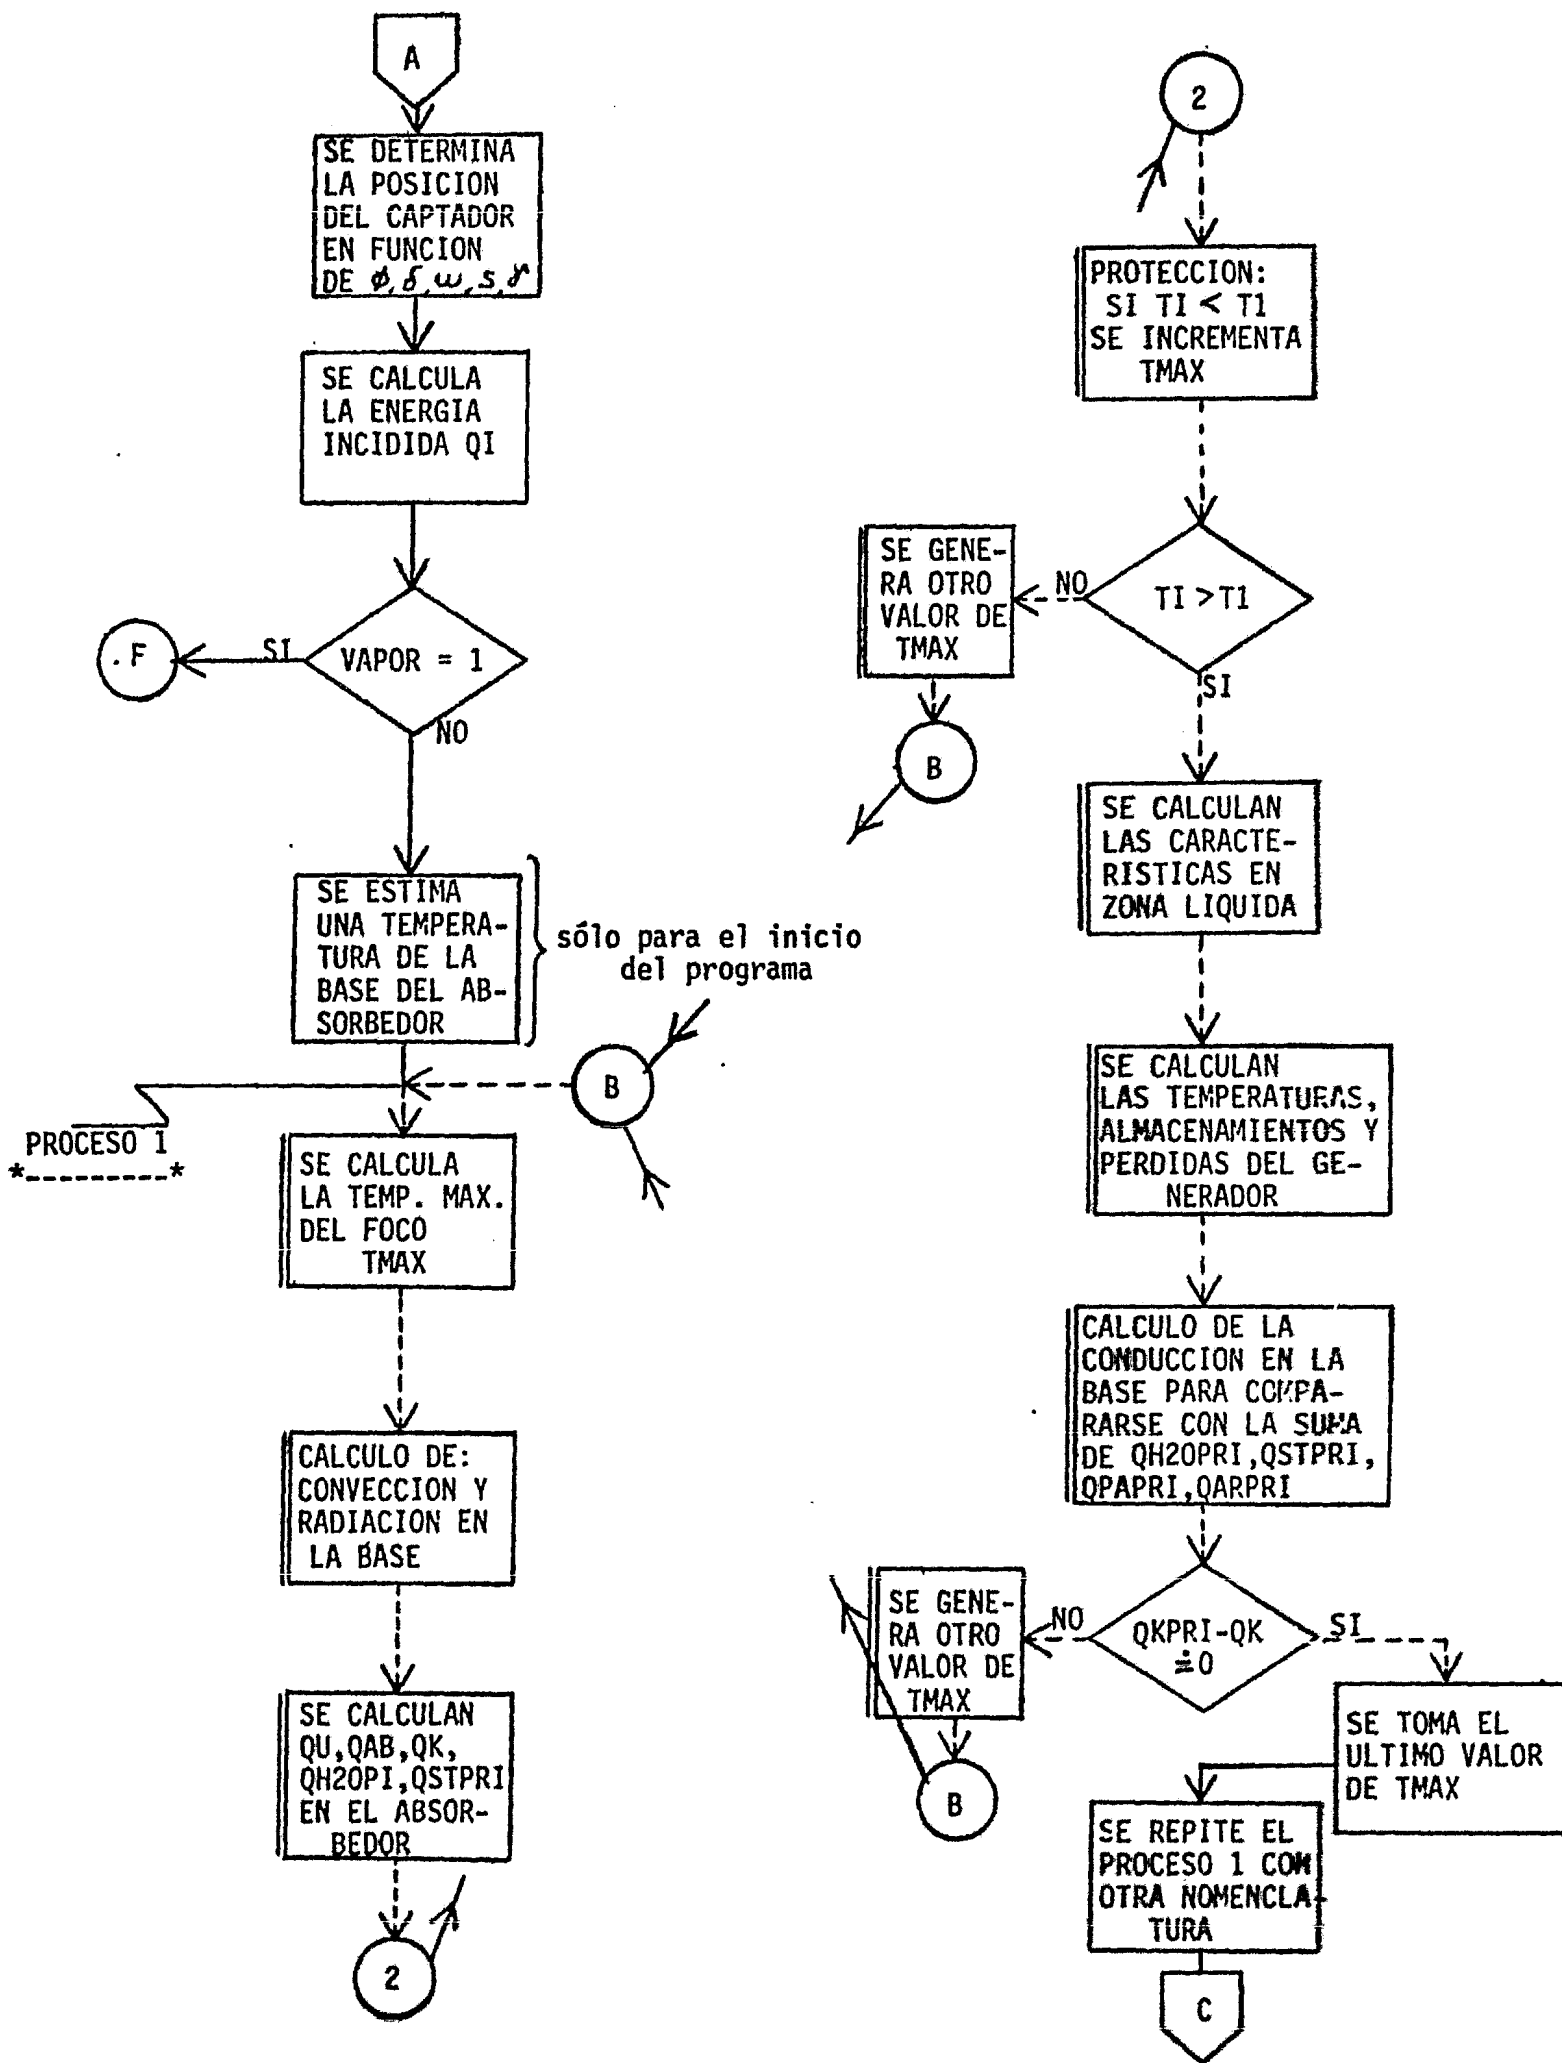 A
SE DETERMINA
LA POSICION
DEL CAPTADOR
EN FUNCION
DE ϕ, δ, ω, s, γ
SE CALCULA
LA ENERGIA
INCIDIDA QI
VAPOR = 1
SI
.F
NO
SE ESTIMA
UNA TEMPERA-
TURA DE LA
BASE DEL AB-
SORBEDOR
sólo para el inicio
del programa
B
PROCESO 1
*---------*
SE CALCULA
LA TEMP. MAX.
DEL FOCO
TMAX
CALCULO DE:
CONVECCION Y
RADIACION EN
LA BASE
SE CALCULAN
QU,QAB,QK,
QH2OPI,QSTPRI
EN EL ABSOR-
BEDOR
2
2
PROTECCION:
SI TI < T1
SE INCREMENTA
TMAX
TI >T1
NO
SE GENE-
RA OTRO
VALOR DE
TMAX
B
SI
SE CALCULAN
LAS CARACTE-
RISTICAS EN
ZONA LIQUIDA
SE CALCULAN
LAS TEMPERATURAS,
ALMACENAMIENTOS Y
PERDIDAS DEL GE-
NERADOR
CALCULO DE LA
CONDUCCION EN LA
BASE PARA COMPA-
RARSE CON LA SUMA
DE QH2OPRI,QSTPRI,
QPAPRI,QARPRI
QKPRI-QK
≐0
NO
SE GENE-
RA OTRO
VALOR DE
TMAX
B
SI
SE TOMA EL
ULTIMO VALOR
DE TMAX
SE REPITE EL
PROCESO 1 COM
OTRA NOMENCLA-
TURA
C